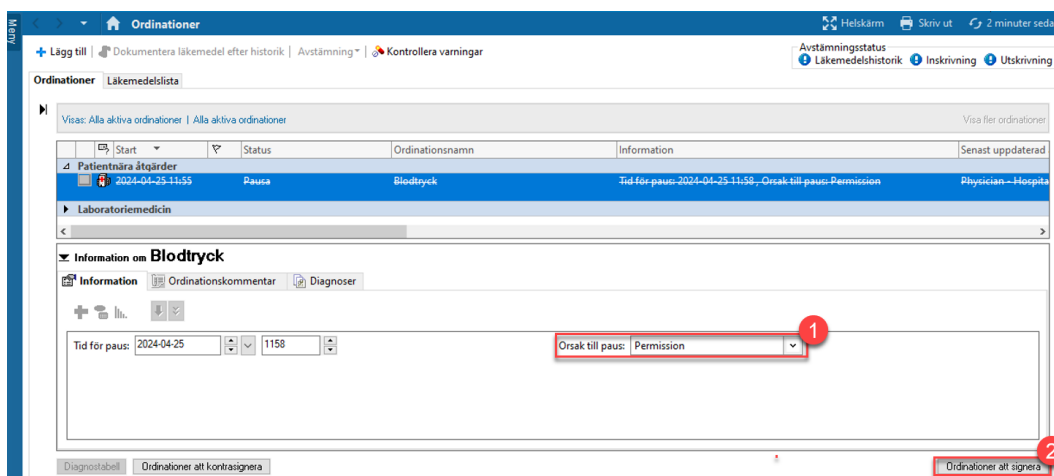 Meny
Ordinationer Helskärm Skriv ut 2 minuter seda
Lägg till | Dokumentera läkemedel efter historik | Avstämning | Kontrollera varningar
Avstämningsstatus
Läkemedelshistorik Inskrivning Utskrivning
Ordinationer Läkemedelslista
Visas: Alla aktiva ordinationer | Alla aktiva ordinationer Visa fler ordinationer
Start Status Ordinationsnamn Information Senast uppdaterad
Patientnära åtgärder
2024-04-25 11:55 Pausa Blodtryck Tid för paus: 2024-04-25 11:58 , Orsak till paus: Permission Physician - Hospita
Laboratoriemedicin
Information om Blodtryck
Information Ordinationskommentar Diagnoser
1
Tid för paus: 2024-04-25 1158 Orsak till paus: Permission
2
Diagnostabell Ordinationer att kontrasignera Ordinationer att signera